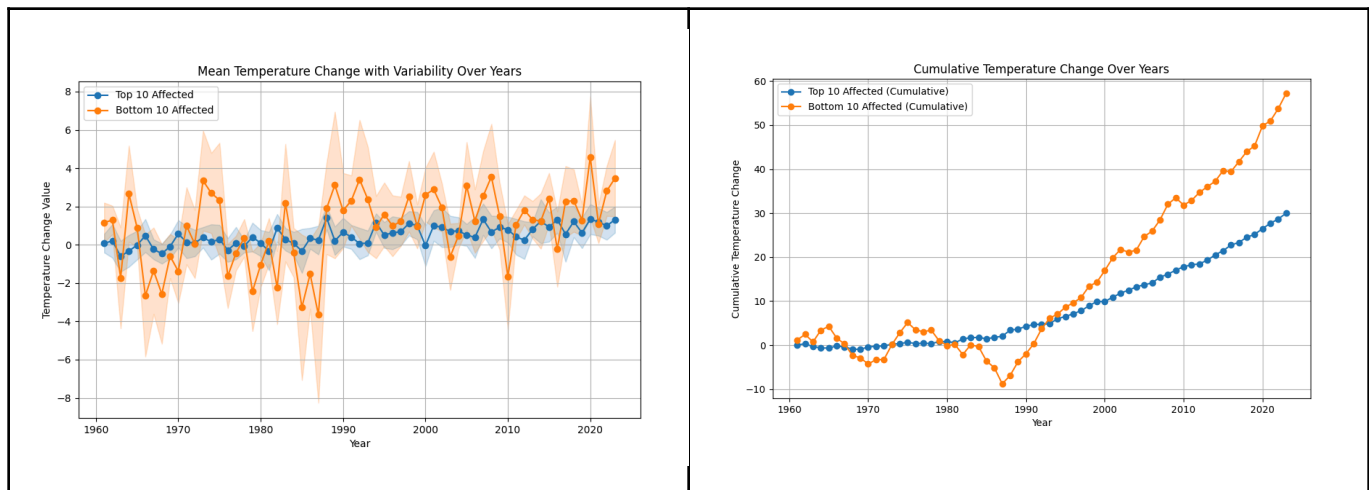 Mean Temperature Change with Variability Over Years
Top 10 Affected
Bottom 10 Affected
Temperature Change Value
8
6
4
2
0
−2
−4
−6
−8
1960 1970 1980 1990 2000 2010 2020
Year
Cumulative Temperature Change Over Years
Top 10 Affected (Cumulative)
Bottom 10 Affected (Cumulative)
Cumulative Temperature Change
60
50
40
30
20
10
0
−10
1960 1970 1980 1990 2000 2010 2020
Year